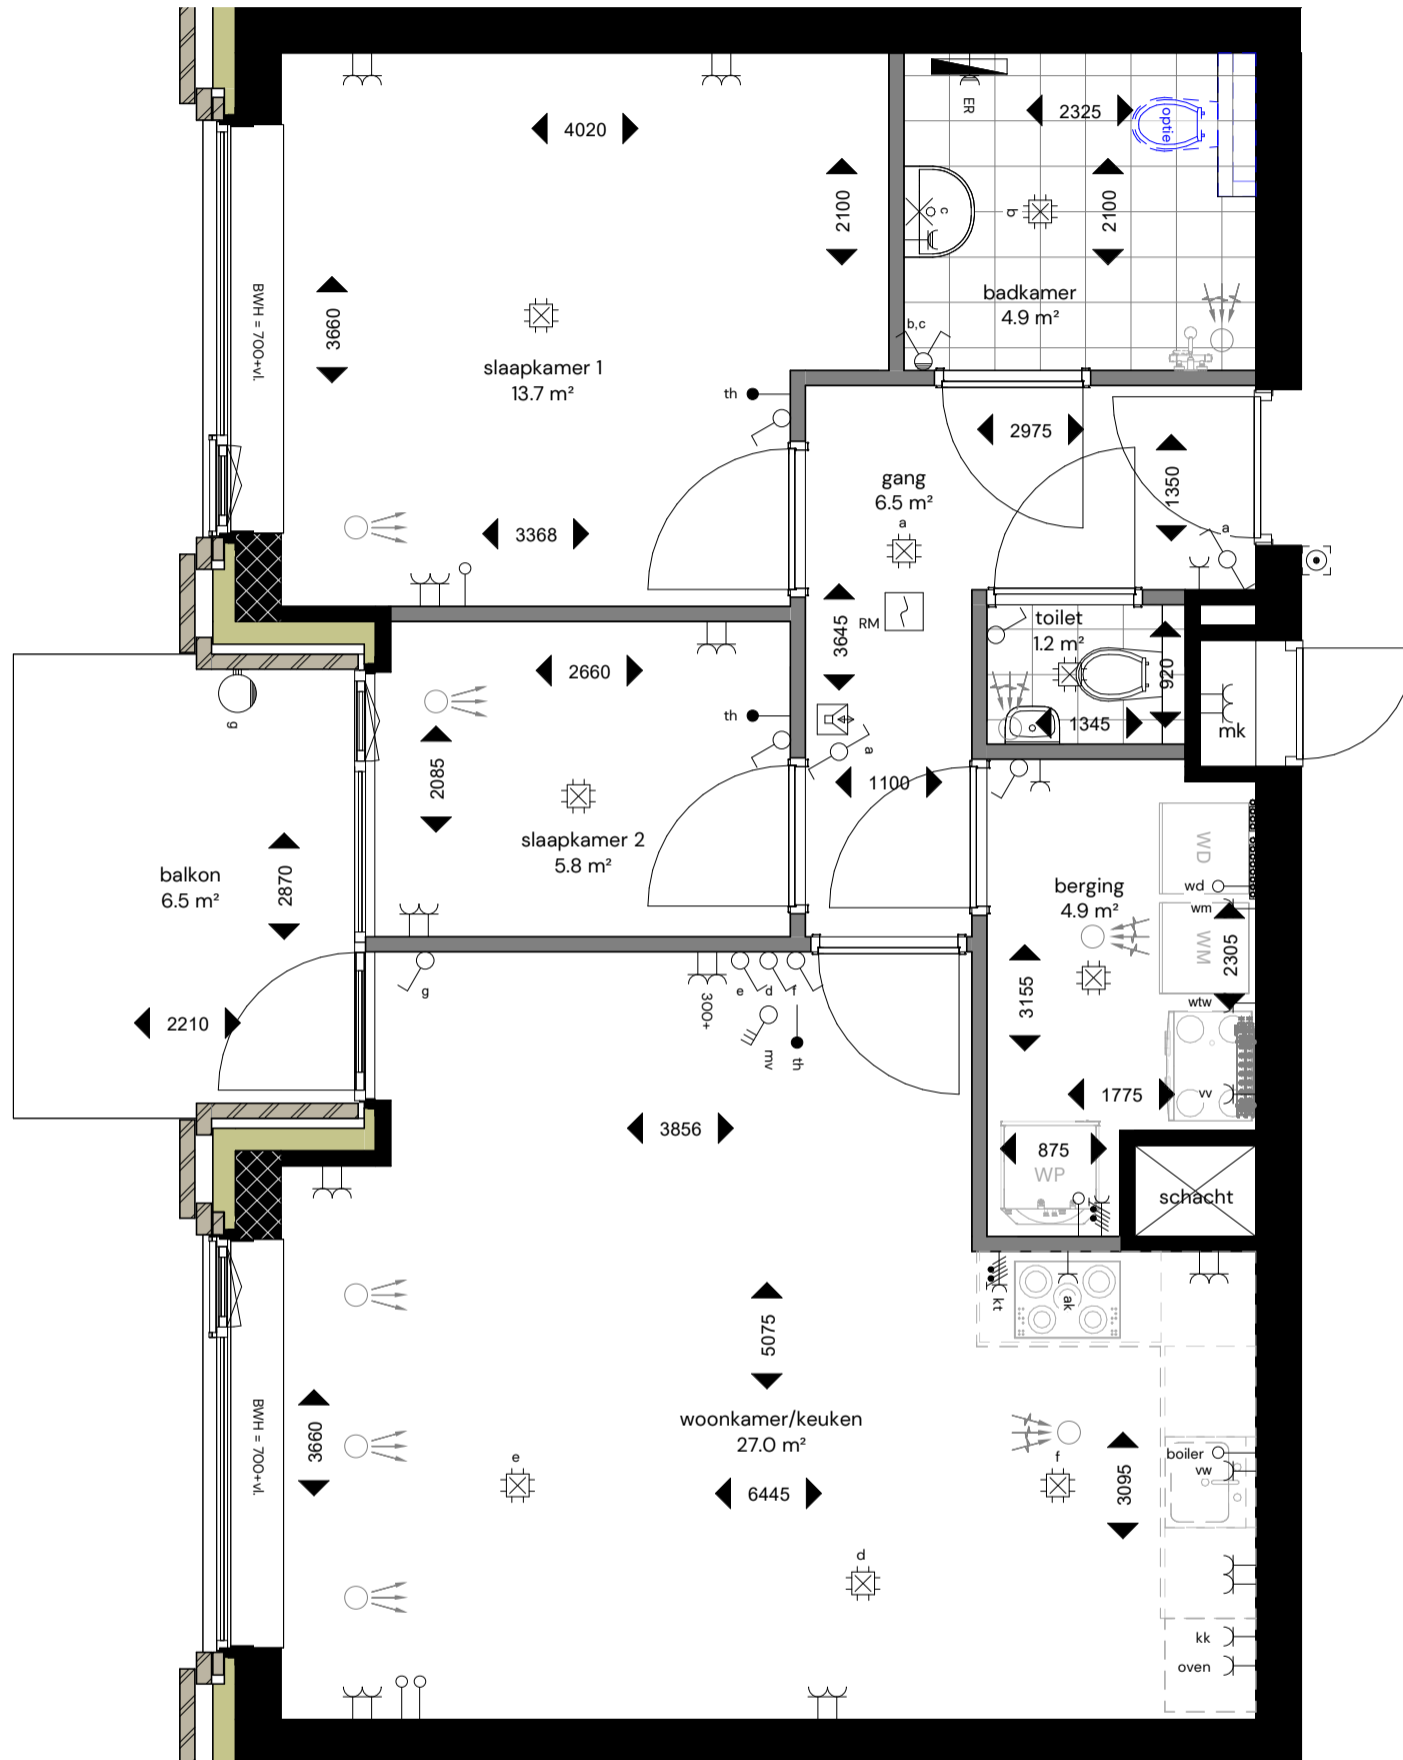 4020
2325
ER
optie
2100
2100
c
b
BWH = 700+vl.
3660
badkamer
4.9 m²
b,c
slaapkamer 1
13.7 m²
th
2975
gang
6.5 m²
1350
a
a
3368
RM
3645
toilet
1.2 m²
920
1345
mk
2660
th
g
a
2085
1100
slaapkamer 2
5.8 m²
balkon
6.5 m²
2870
WD
berging
4.9 m²
wd
wm
WM
2305
g
e
d
f
300+
3155
wtw
2210
mv
th
vv
1775
3856
875
WP
schacht
kt
ak
5075
BWH = 700+vl.
3660
woonkamer/keuken
27.0 m²
e
f
boiler
vw
3095
6445
d
kk
oven